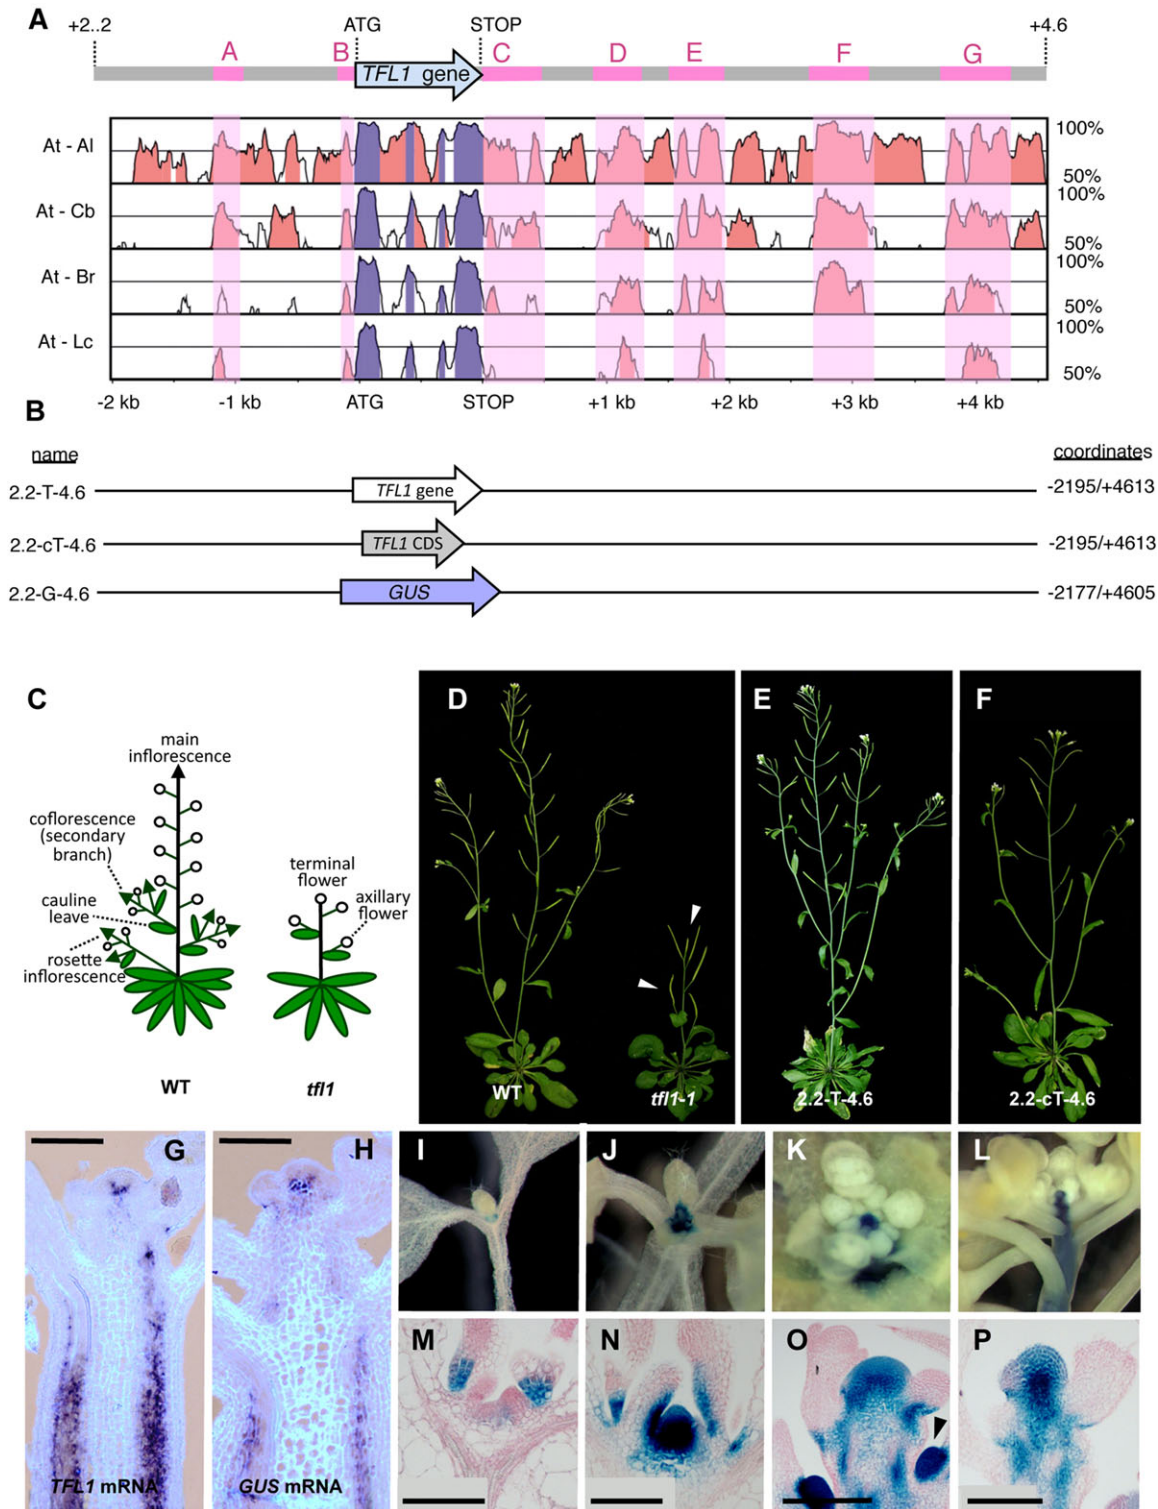 A
+2..2
ATG
STOP
+4.6
A
B
C
D
E
F
G
TFL1 gene
At - Al
100%
50%
At - Cb
100%
50%
At - Br
100%
50%
At - Lc
100%
50%
-2 kb
-1 kb
ATG
STOP
+1 kb
+2 kb
+3 kb
+4 kb
B
name
coordinates
2.2-T-4.6
TFL1 gene
-2195/+4613
2.2-cT-4.6
TFL1 CDS
-2195/+4613
2.2-G-4.6
GUS
-2177/+4605
C
main
inflorescence
coflorescence
(secondary
branch)
cauline
leave
rosette
inflorescence
terminal
flower
axillary
flower
WT
tfl1
D
WT
tfl1-1
E
2.2-T-4.6
F
2.2-cT-4.6
G
TFL1 mRNA
H
GUS mRNA
I
J
K
L
M
N
O
P